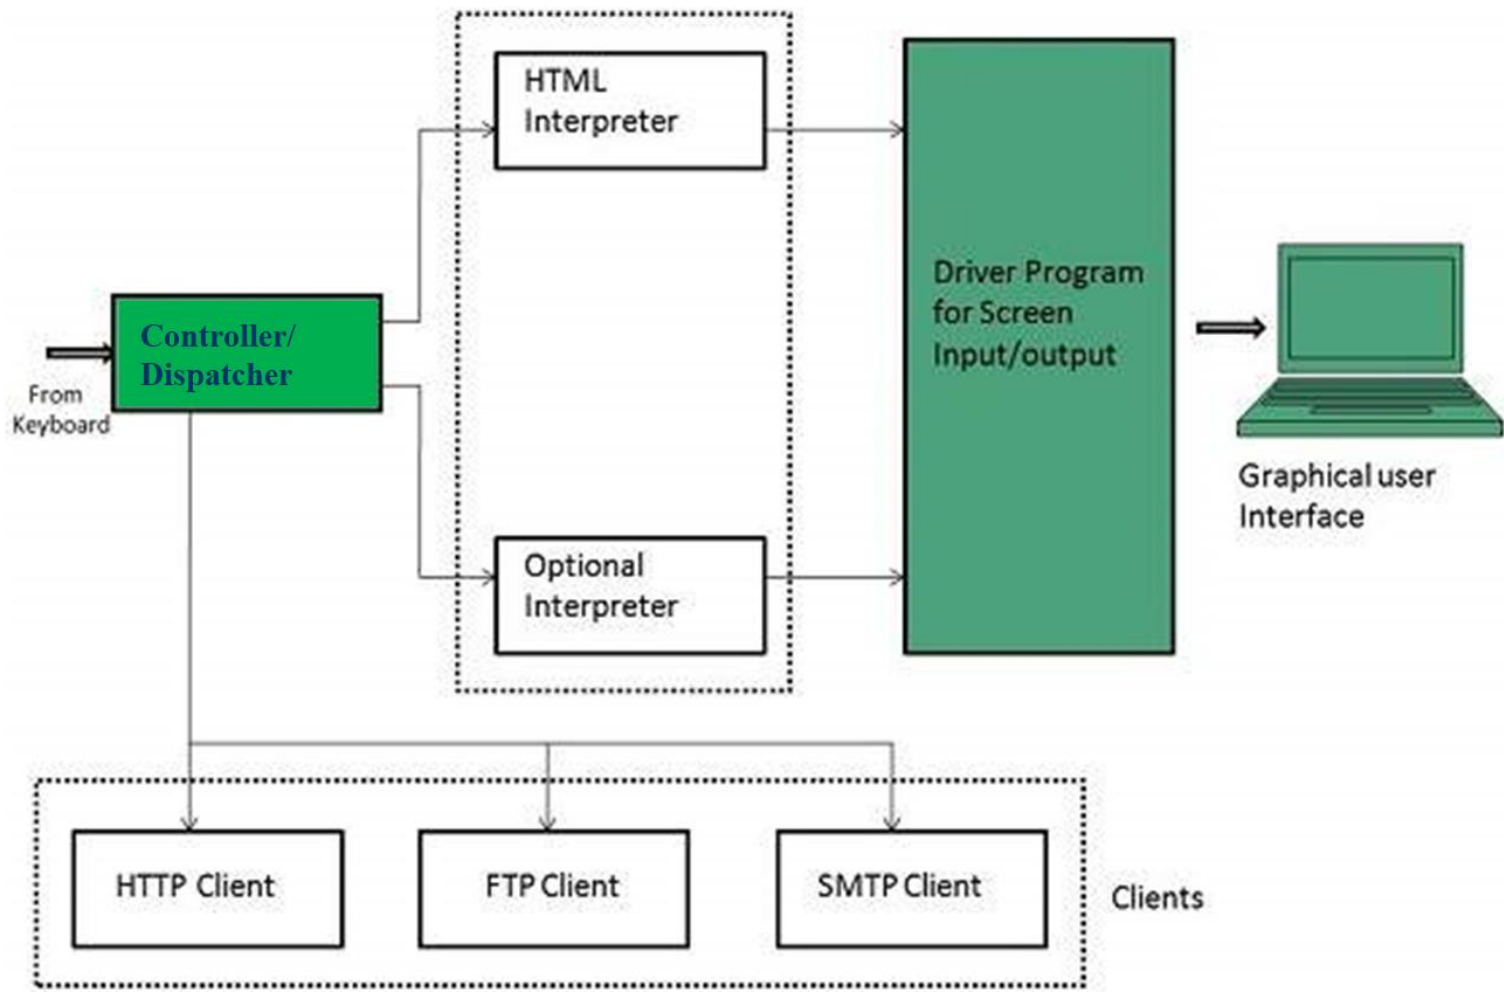 HTML
Interpreter
Controller/
Dispatcher
From
Keyboard
Driver Program
for Screen
Input/output
Graphical user
Interface
Optional
Interpreter
HTTP Client
FTP Client
SMTP Client
Clients